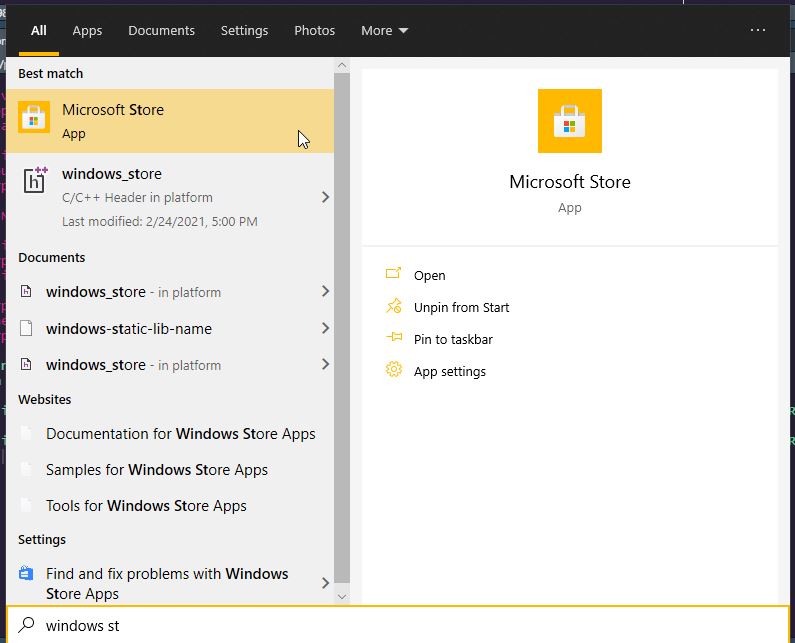 All Apps Documents Settings Photos More
Best match
Microsoft Store
App
windows_store
C/C++ Header in platform
Last modified: 2/24/2021, 5:00 PM
Documents
windows_store - in platform
windows-static-lib-name
windows_store - in platform
Websites
Documentation for Windows Store Apps
Samples for Windows Store Apps
Tools for Windows Store Apps
Settings
Find and fix problems with Windows
Store Apps
Microsoft Store
App
Open
Unpin from Start
Pin to taskbar
App settings
windows st